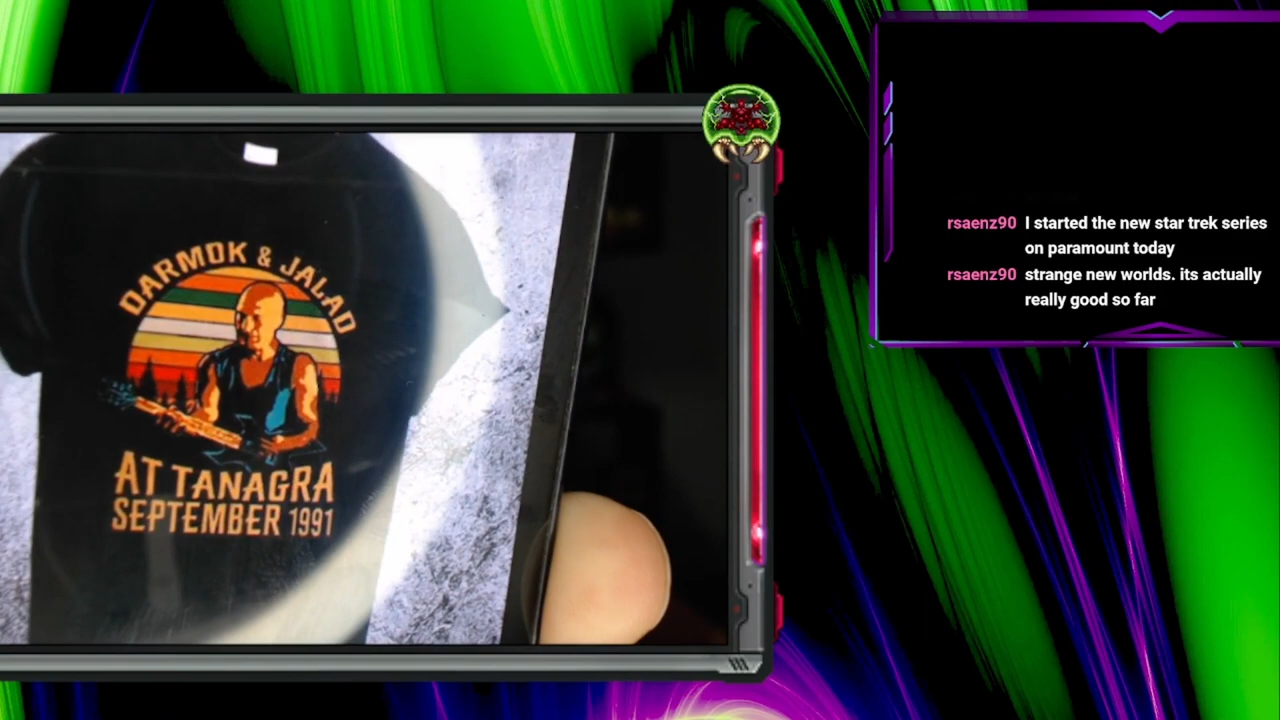 DARMOK & JALAD
AT TANAGRA
SEPTEMBER 1991
rsaenz90 I started the new star trek series
on paramount today
rsaenz90 strange new worlds. its actually
really good so far